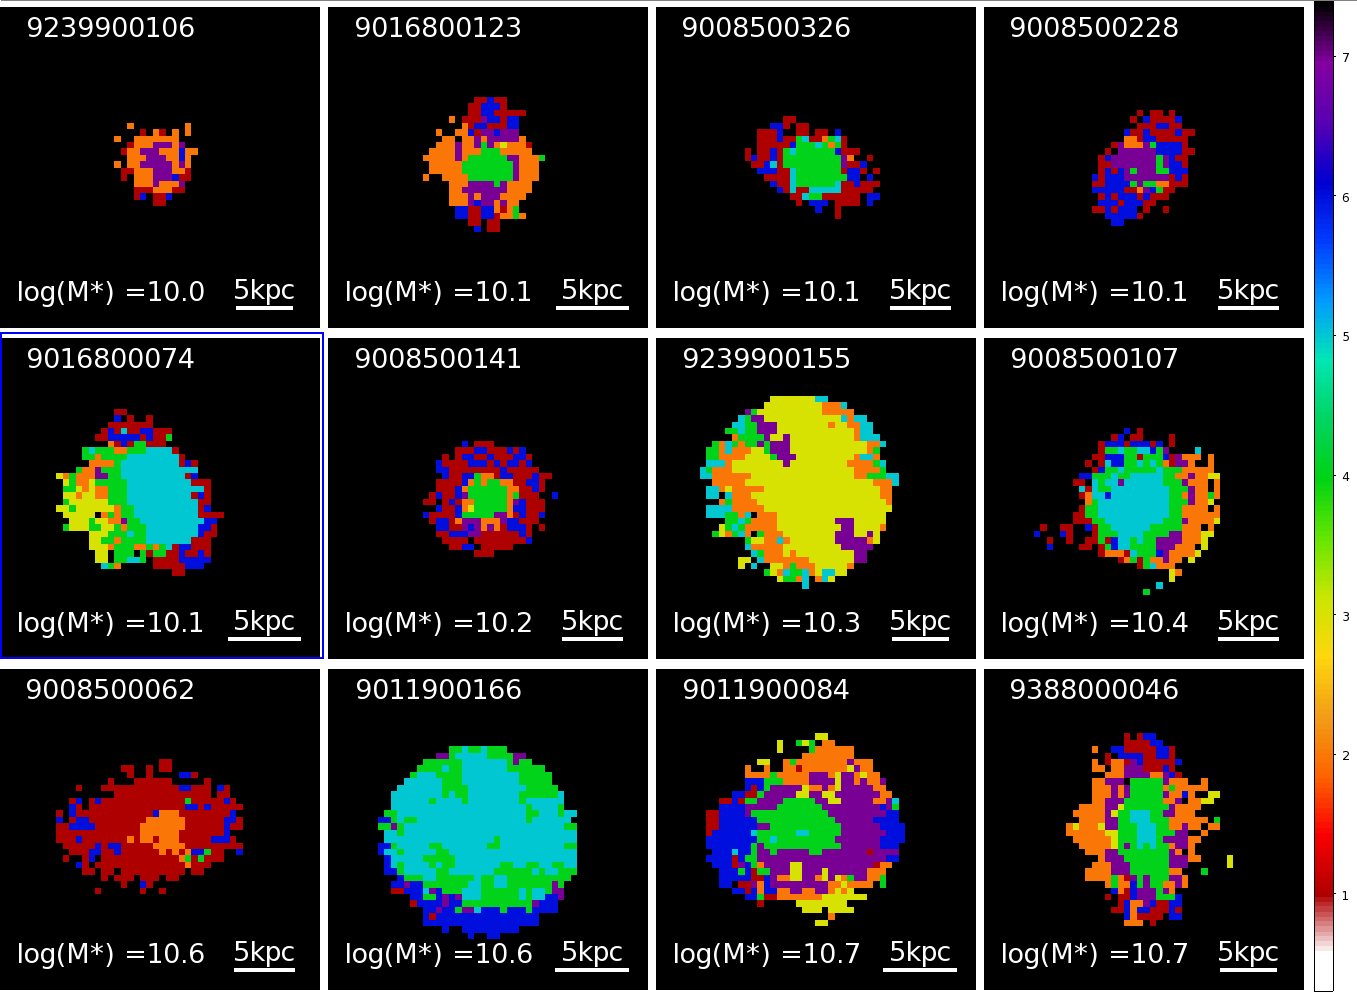 9239900106
9016800123
9008500326
9008500228
log(M*) =10.0
5kpc
log(M*) =10.1
5kpc
log(M*) =10.1
5kpc
log(M*) =10.1
5kpc
9016800074
9008500141
9239900155
9008500107
log(M*) =10.1
5kpc
log(M*) =10.2
5kpc
log(M*) =10.3
5kpc
log(M*) =10.4
5kpc
9008500062
9011900166
9011900084
9388000046
log(M*) =10.6
5kpc
log(M*) =10.6
5kpc
log(M*) =10.7
5kpc
log(M*) =10.7
5kpc
7
6
5
4
3
2
1